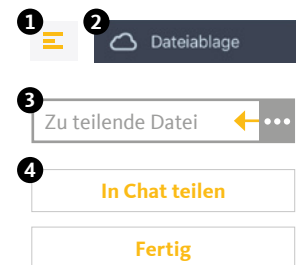 1
2
Dateiablage
3
Zu teilende Datei
4
In Chat teilen
Fertig